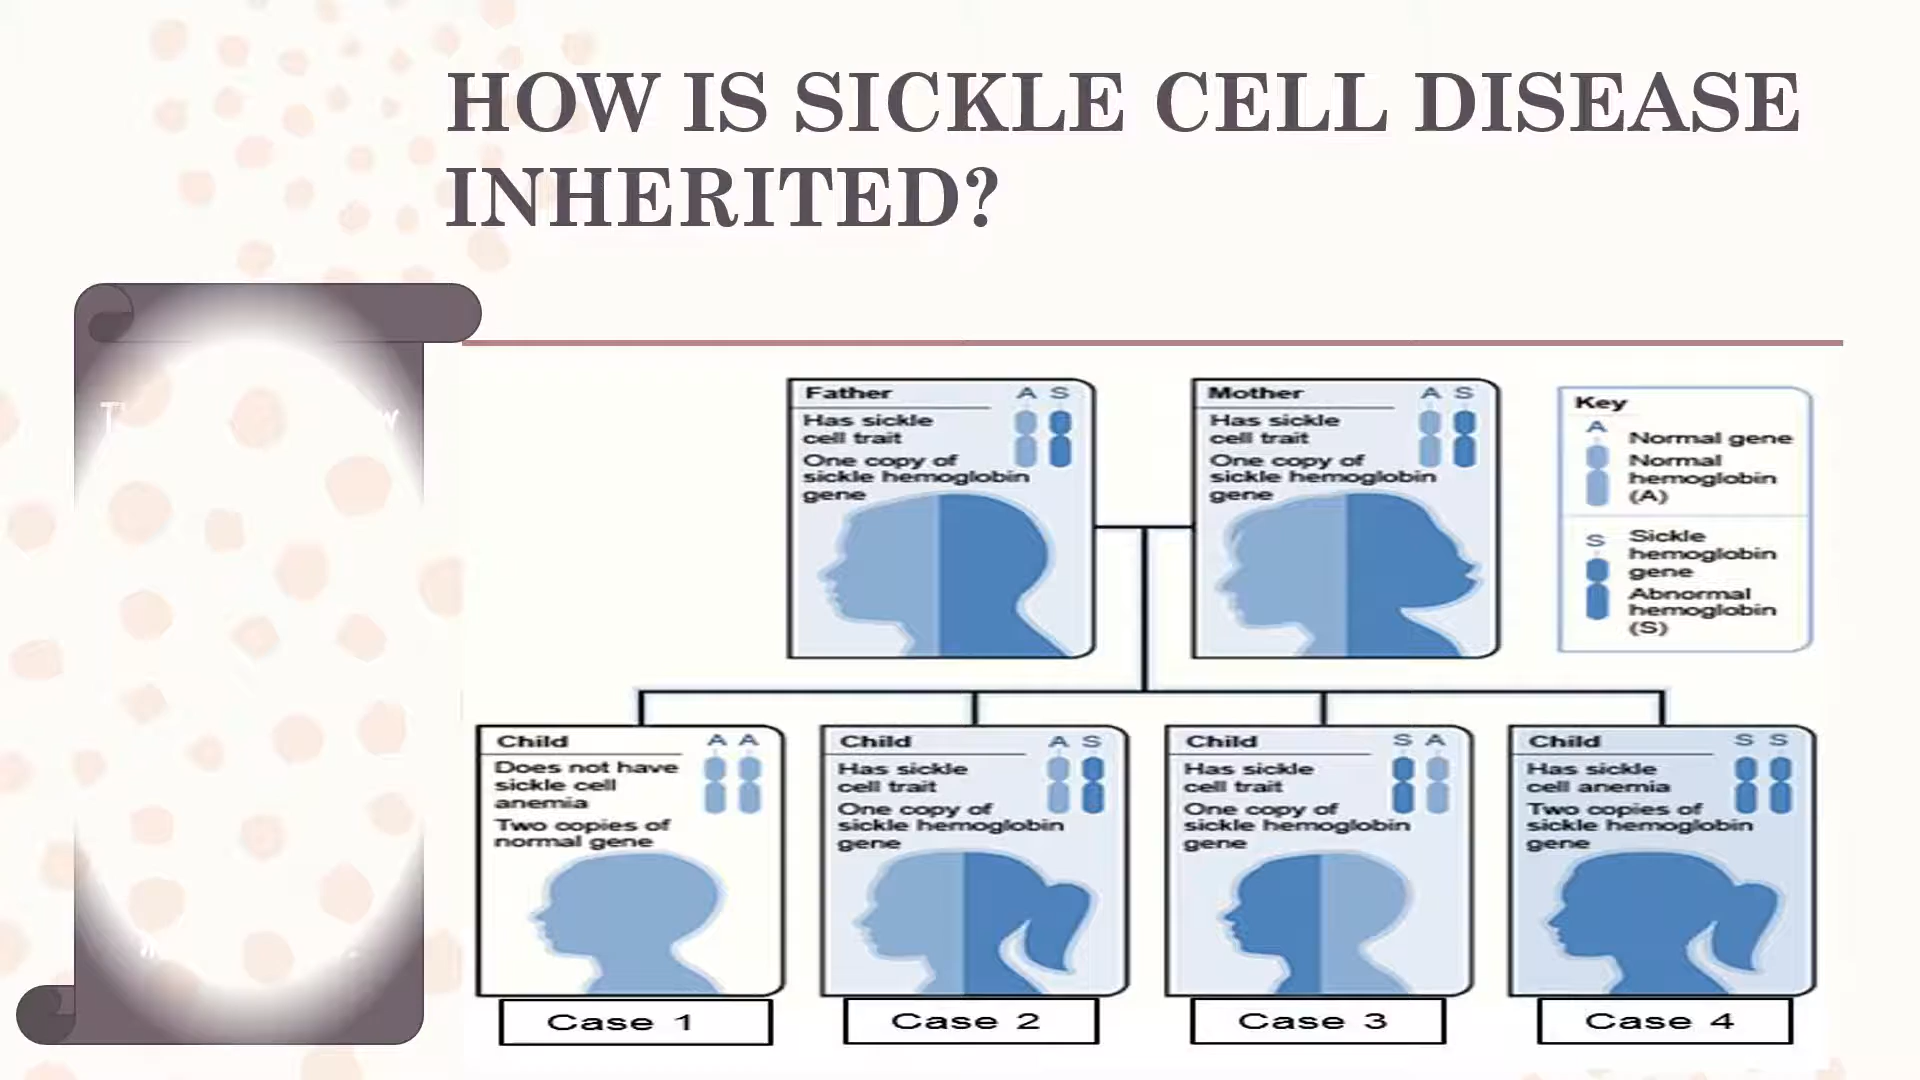 HOW IS SICKLE CELL DISEASE
INHERITED?
Father
A S
Has sickle
cell trait
One copy of
sickle hemoglobin
gene
Mother
A S
Has sickle
cell trait
One copy of
sickle hemoglobin
gene
Key
A
Normal gene
Normal
hemoglobin
(A)
S
Sickle
hemoglobin
gene
Abnormal
hemoglobin
(S)
Child
A A
Does not have
sickle cell
anemia
Two copies of
normal gene
Case 1
Child
A S
Has sickle
cell trait
One copy of
sickle hemoglobin
gene
Case 2
Child
S A
Has sickle
cell trait
One copy of
sickle hemoglobin
gene
Case 3
Child
S S
Has sickle
cell anemia
Two copies of
sickle hemoglobin
gene
Case 4